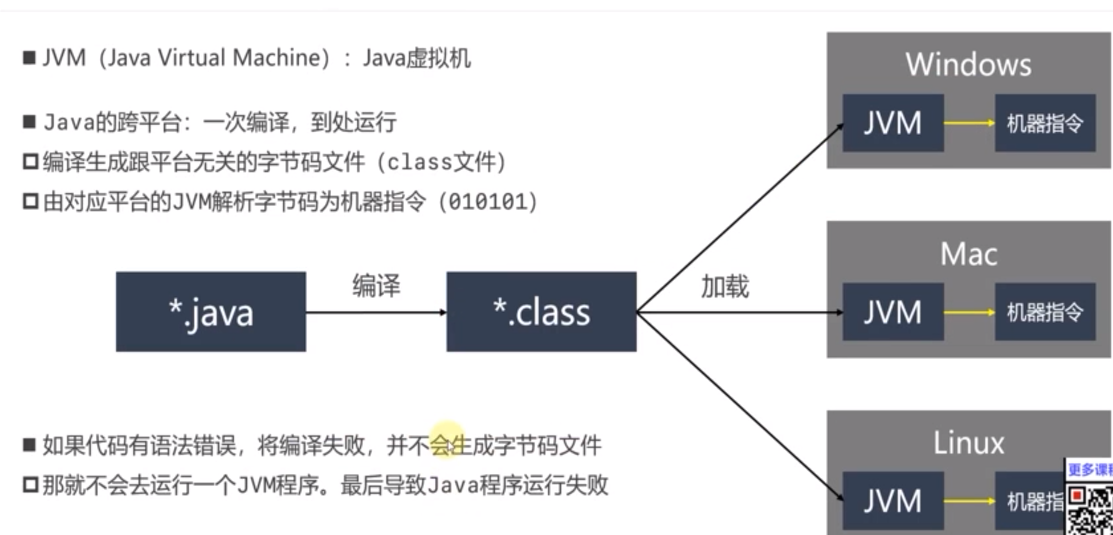 ■ JVM（Java Virtual Machine）：Java虚拟机
■ Java的跨平台：一次编译，到处运行
□ 编译生成跟平台无关的字节码文件（class文件）
□ 由对应平台的JVM解析字节码为机器指令（010101）
*.java
编译
*.class
加载
Windows
JVM
机器指令
Mac
JVM
机器指令
Linux
JVM
机器指
■ 如果代码有语法错误，将编译失败，并不会生成字节码文件
□ 那就不会去运行一个JVM程序。最后导致Java程序运行失败
更多课